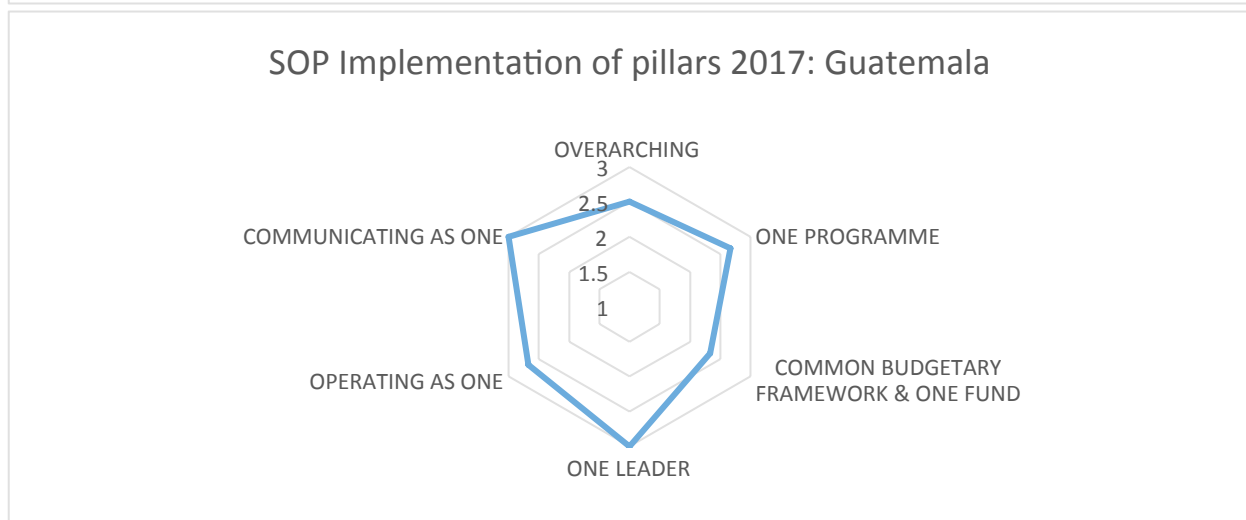 SOP Implementation of pillars 2017: Guatemala
OVERARCHING
3
2.5
2
1.5
1
COMMUNICATING AS ONE
ONE PROGRAMME
OPERATING AS ONE
COMMON BUDGETARY
FRAMEWORK & ONE FUND
ONE LEADER